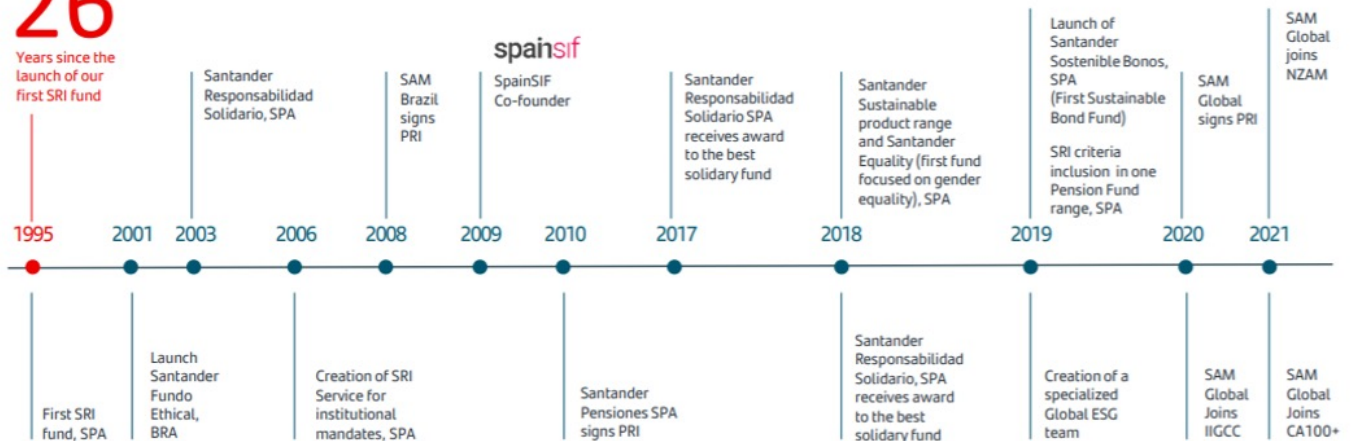 26
Years since the
launch of our
first SRI fund
Santander
Responsabilidad
Solidario, SPA
SAM
Brazil
signs
PRI
spainsif
SpainSIF
Co-founder
Santander
Responsabilidad
Solidario SPA
receives award
to the best
solidary fund
Santander
Sustainable
product range
and Santander
Equality (first fund
focused on gender
equality), SPA
Launch of
Santander
Sostenible Bonos,
SPA
(First Sustainable
Bond Fund)
SRI criteria
inclusion in one
Pension Fund
range, SPA
SAM
Global
signs PRI
SAM
Global
joins
NZAM
1995 2001 2003 2006 2008 2009 2010 2017 2018 2019 2020 2021
First SRI
fund, SPA
Launch
Santander
Fundo
Ethical,
BRA
Creation of SRI
Service for
institutional
mandates, SPA
Santander
Pensiones SPA
signs PRI
Santander
Responsabilidad
Solidario, SPA
receives award
to the best
solidary fund
Creation of a
specialized
Global ESG
team
SAM
Global
Joins
IIGCC
SAM
Global
Joins
CA100+